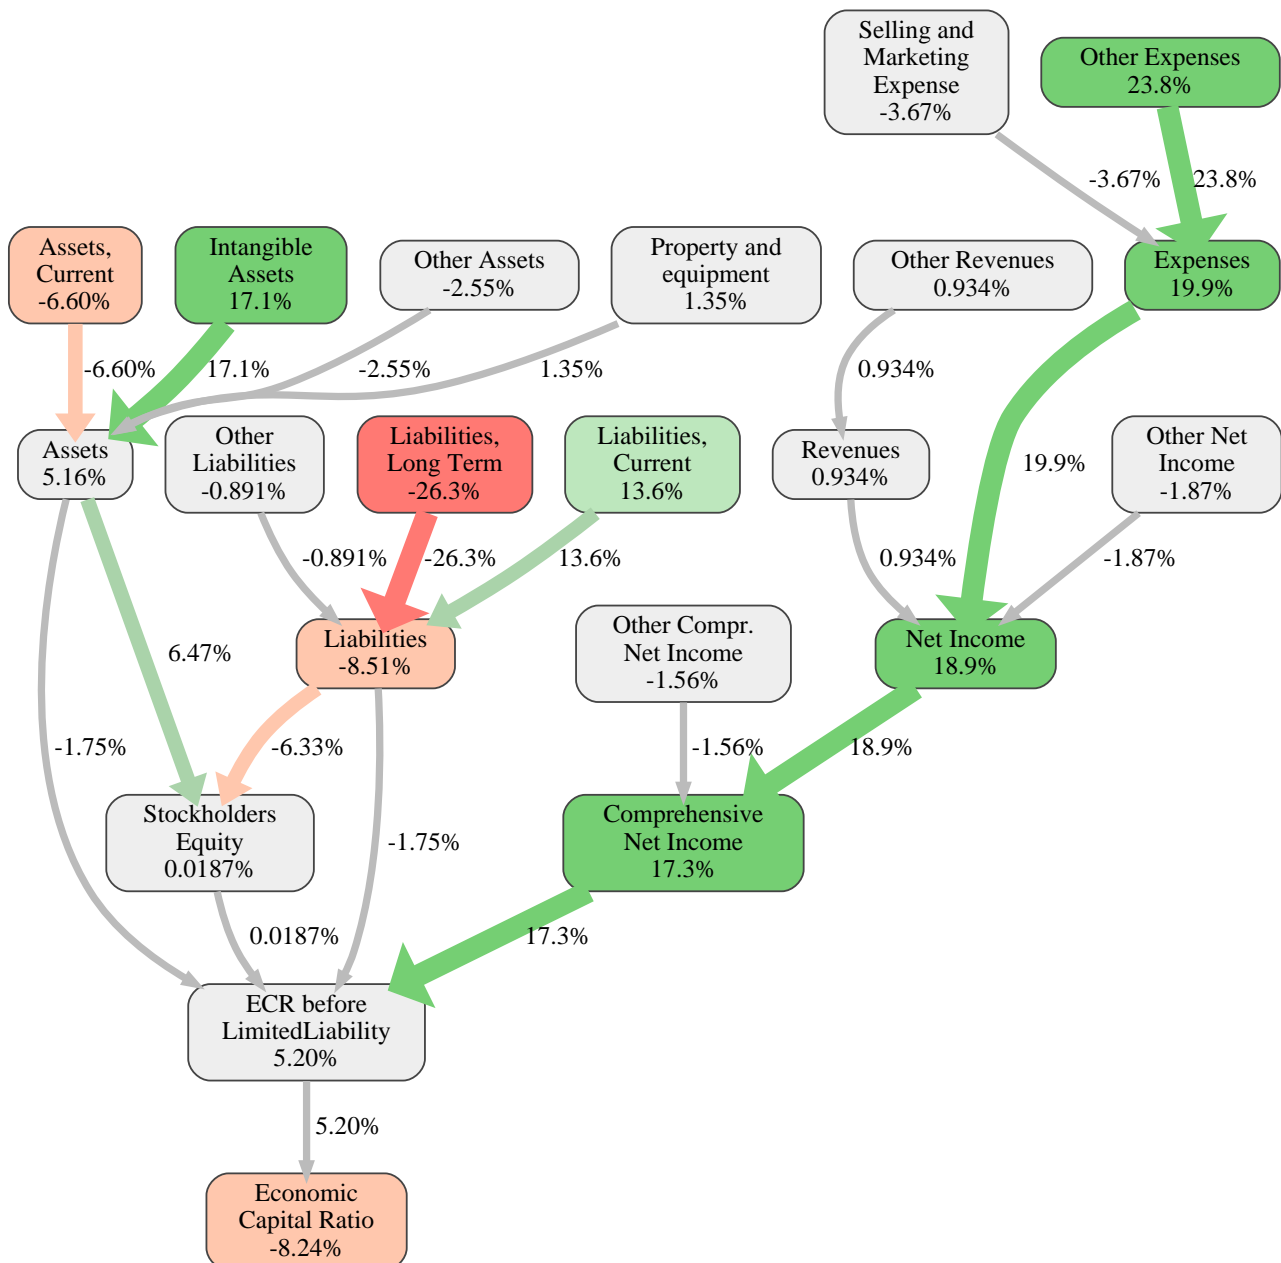 Selling and
Marketing
Expense
-3.67%
Other Expenses
23.8%
-3.67%
23.8%
Assets,
Current
-6.60%
Intangible
Assets
17.1%
Other Assets
-2.55%
Property and
equipment
1.35%
Other Revenues
0.934%
Expenses
19.9%
-6.60%
17.1%
-2.55%
1.35%
0.934%
19.9%
Assets
5.16%
Other
Liabilities
-0.891%
Liabilities,
Long Term
-26.3%
Liabilities,
Current
13.6%
Revenues
0.934%
Other Net
Income
-1.87%
-0.891%
-26.3%
13.6%
0.934%
-1.87%
6.47%
Liabilities
-8.51%
Other Compr.
Net Income
-1.56%
Net Income
18.9%
-1.75%
-6.33%
-1.56%
18.9%
Stockholders
Equity
0.0187%
-1.75%
Comprehensive
Net Income
17.3%
0.0187%
17.3%
ECR before
LimitedLiability
5.20%
5.20%
Economic
Capital Ratio
-8.24%